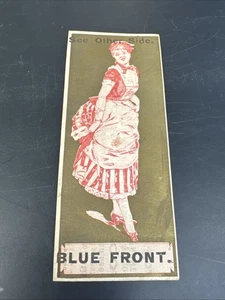 See Other Side.
BLUE FRONT.